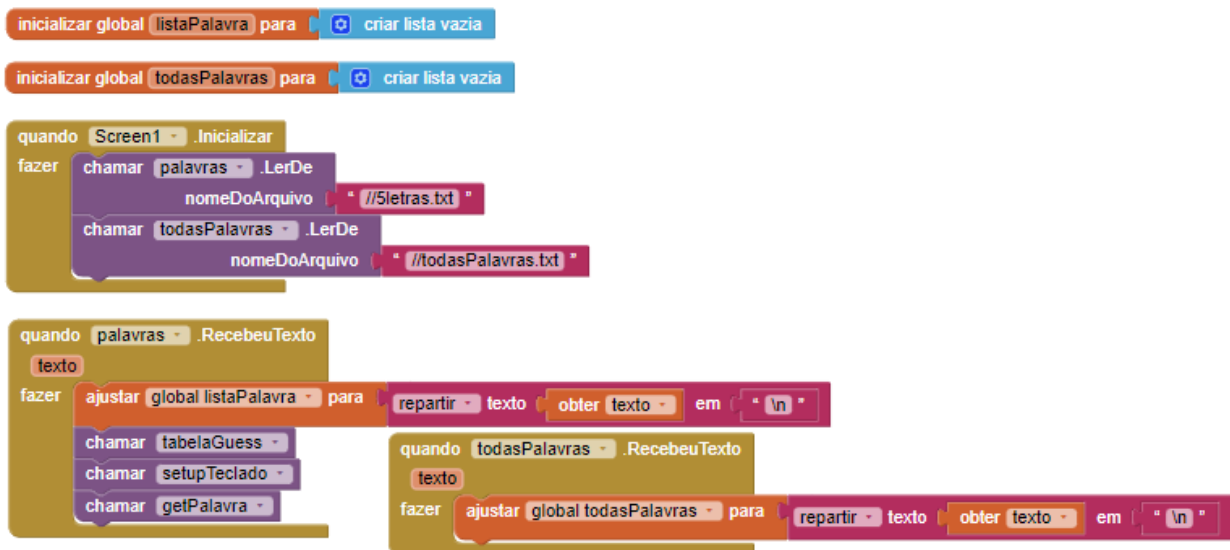 inicializar global listaPalavra para criar lista vazia
inicializar global todasPalavras para criar lista vazia
quando Screen1 .Inicializar
fazer chamar palavras .LerDe
nomeDoArquivo " //5letras.txt "
chamar todasPalavras .LerDe
nomeDoArquivo " //todasPalavras.txt "
quando palavras .RecebeuTexto
texto
fazer ajustar global listaPalavra para repartir texto obter texto em " \n "
chamar tabelaGuess
chamar setupTeclado
chamar getPalavra
quando todasPalavras .RecebeuTexto
texto
fazer ajustar global todasPalavras para repartir texto obter texto em " \n "